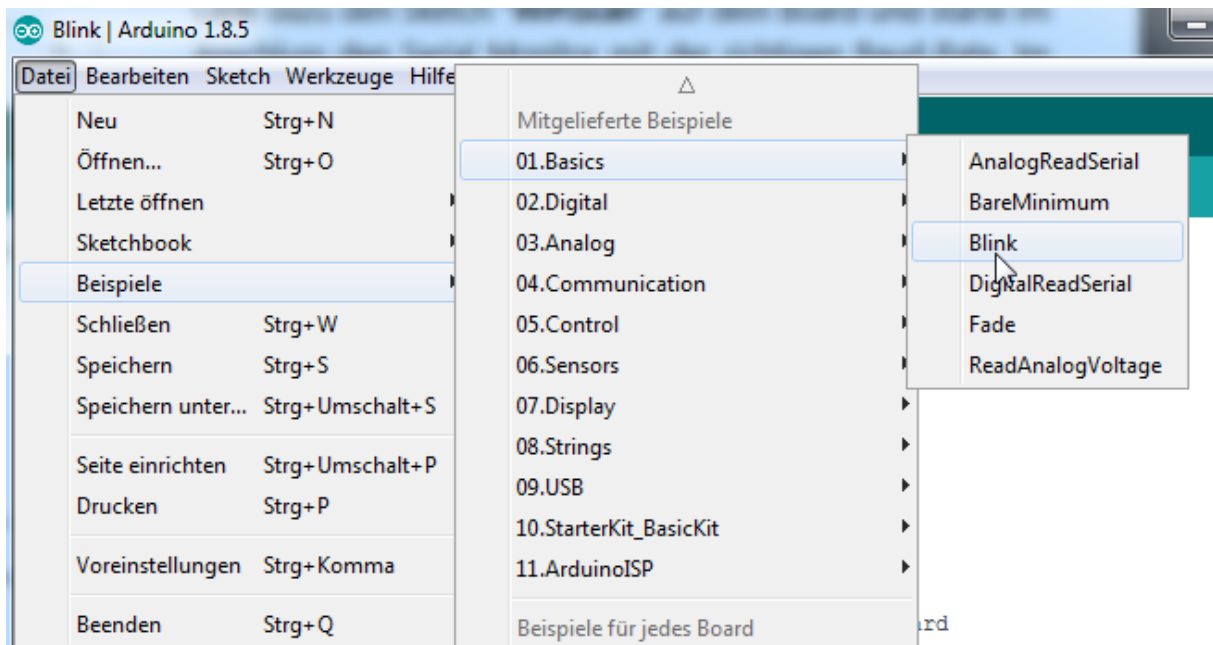 Blink | Arduino 1.8.5
Datei Bearbeiten Sketch Werkzeuge Hilfe
Neu Strg+N
Öffnen... Strg+O
Letzte öffnen
Sketchbook
Beispiele
Schließen Strg+W
Speichern Strg+S
Speichern unter... Strg+Umschalt+S
Seite einrichten Strg+Umschalt+P
Drucken Strg+P
Voreinstellungen Strg+Komma
Beenden Strg+Q
Mitgelieferte Beispiele
01.Basics
02.Digital
03.Analog
04.Communication
05.Control
06.Sensors
07.Display
08.Strings
09.USB
10.StarterKit_BasicKit
11.ArduinoISP
Beispiele für jedes Board
AnalogReadSerial
BareMinimum
Blink
DigitalReadSerial
Fade
ReadAnalogVoltage